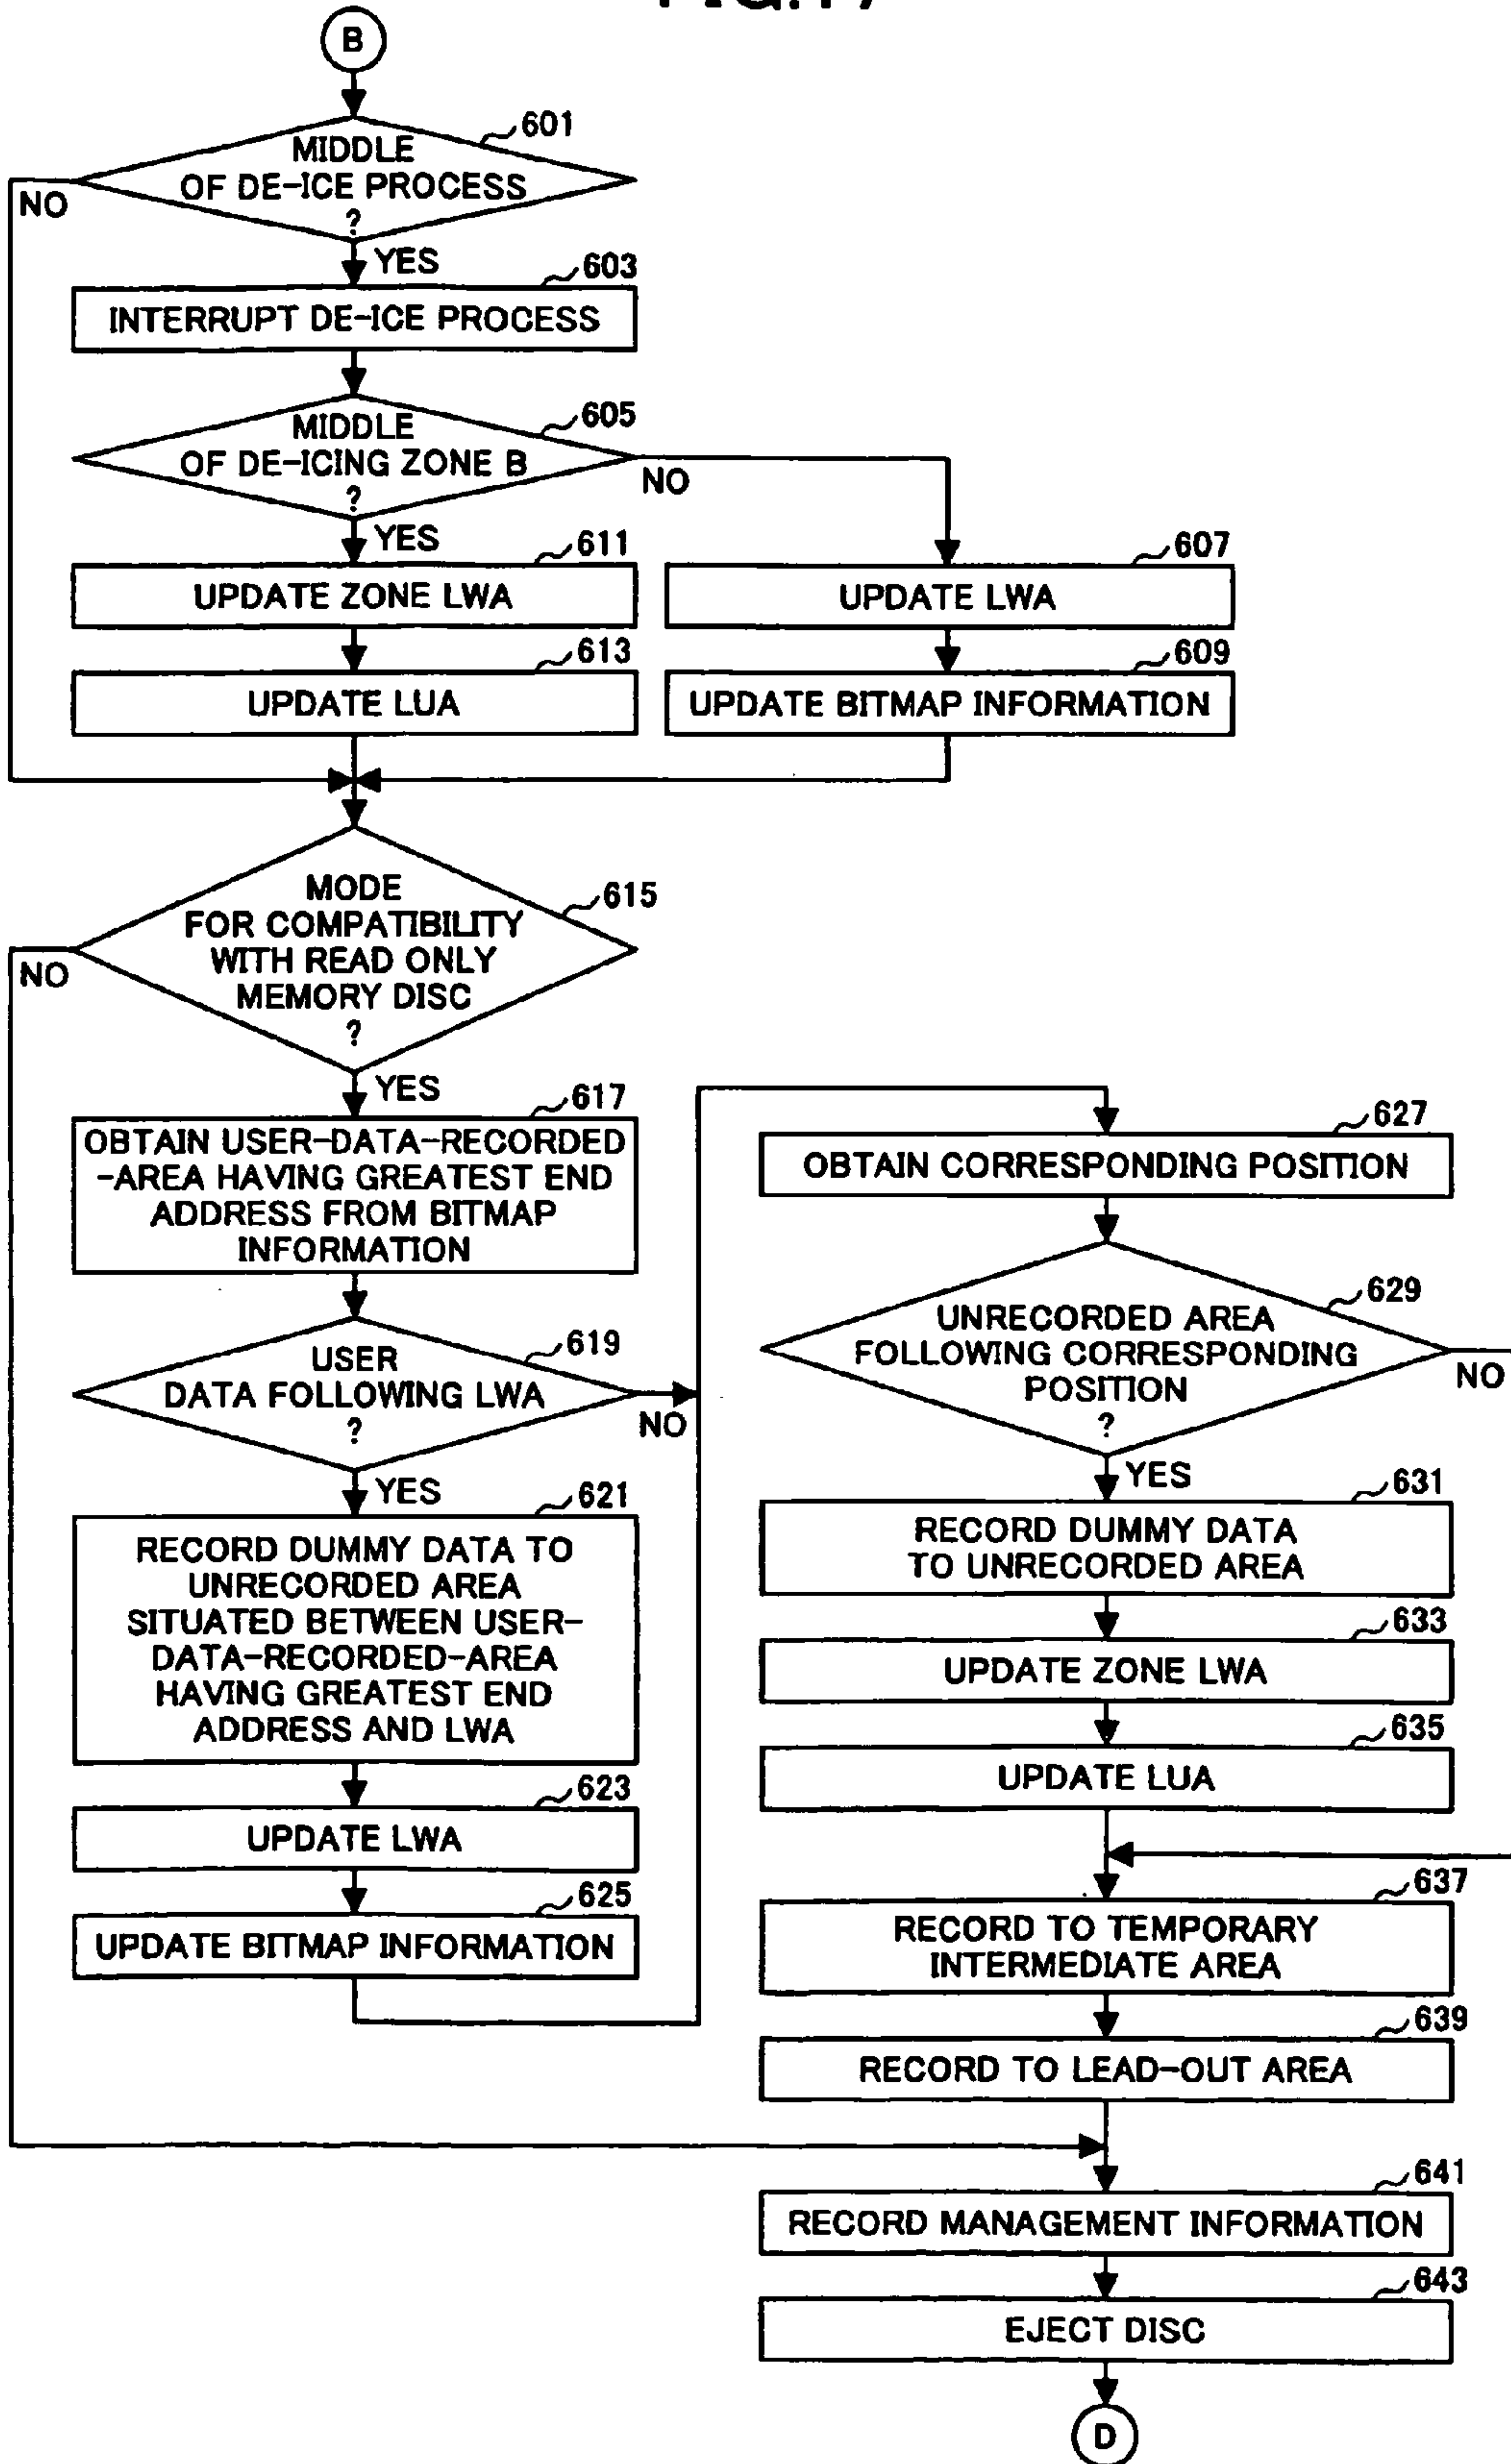 FIG.17
B
601
MIDDLE
OF DE-ICE PROCESS
?
NO
YES
603
INTERRUPT DE-ICE PROCESS
605
MIDDLE
OF DE-ICING ZONE B
?
NO
YES
611
UPDATE ZONE LWA
607
UPDATE LWA
613
UPDATE LUA
609
UPDATE BITMAP INFORMATION
615
MODE
FOR COMPATIBILITY
WITH READ ONLY
MEMORY DISC
?
NO
YES
617
OBTAIN USER-DATA-RECORDED
-AREA HAVING GREATEST END
ADDRESS FROM BITMAP
INFORMATION
619
USER
DATA FOLLOWING LWA
?
NO
YES
621
RECORD DUMMY DATA TO
UNRECORDED AREA
SITUATED BETWEEN USER-
DATA-RECORDED-AREA
HAVING GREATEST END
ADDRESS AND LWA
623
UPDATE LWA
625
UPDATE BITMAP INFORMATION
627
OBTAIN CORRESPONDING POSITION
629
UNRECORDED AREA
FOLLOWING CORRESPONDING
POSITION
?
NO
YES
631
RECORD DUMMY DATA
TO UNRECORDED AREA
633
UPDATE ZONE LWA
635
UPDATE LUA
637
RECORD TO TEMPORARY
INTERMEDIATE AREA
639
RECORD TO LEAD-OUT AREA
641
RECORD MANAGEMENT INFORMATION
643
EJECT DISC
D